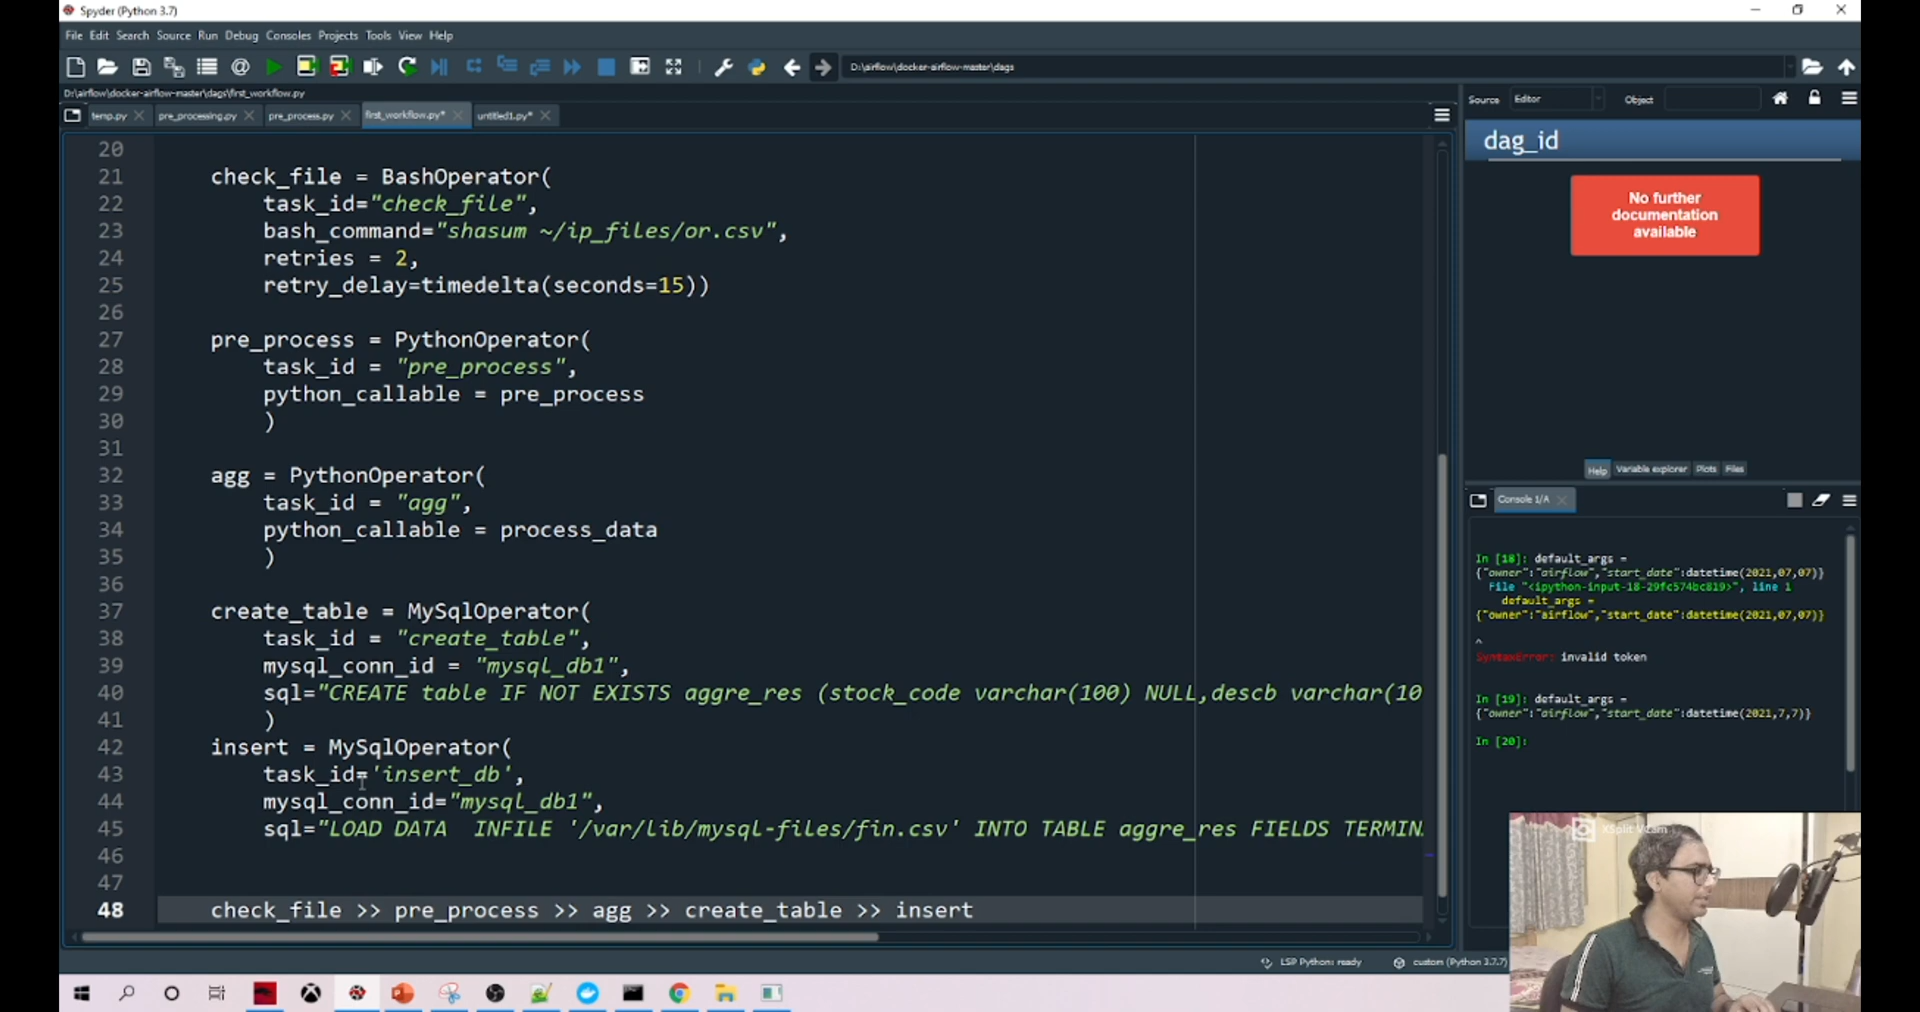 Spyder (Python 3.7)
File Edit Search Source Run Debug Consoles Projects Tools View Help
D:\airflow\docker-airflow-master\dags
D:\airflow\docker-airflow-master\dags\first_workflow.py
temp.py
pre_processing.py
pre_process.py
first_workflow.py*
untitled1.py*
20
21 check_file = BashOperator(
22 task_id="check_file",
23 bash_command="shasum ~/ip_files/or.csv",
24 retries = 2,
25 retry_delay=timedelta(seconds=15))
26
27 pre_process = PythonOperator(
28 task_id = "pre_process",
29 python_callable = pre_process
30 )
31
32 agg = PythonOperator(
33 task_id = "agg",
34 python_callable = process_data
35 )
36
37 create_table = MySqlOperator(
38 task_id = "create_table",
39 mysql_conn_id = "mysql_db1",
40 sql="CREATE table IF NOT EXISTS aggre_res (stock_code varchar(100) NULL,descb varchar(10
41 )
42 insert = MySqlOperator(
43 task_id='insert_db',
44 mysql_conn_id="mysql_db1",
45 sql="LOAD DATA  INFILE '/var/lib/mysql-files/fin.csv' INTO TABLE aggre_res FIELDS TERMIN
46
47
48 check_file >> pre_process >> agg >> create_table >> insert
Source Editor Object
dag_id
No further
documentation
available
Help Variable explorer Plots Files
Console 1/A
In [18]: default_args =
{"owner":"airflow","start_date":datetime(2021,07,07)}
File "<ipython-input-18-29fc574bc819>", line 1
default_args =
{"owner":"airflow","start_date":datetime(2021,07,07)}
^
SyntaxError: invalid token
In [19]: default_args =
{"owner":"airflow","start_date":datetime(2021,7,7)}
In [20]:
XSplit VCam
LSP Python: ready
custom (Python 3.7.7)